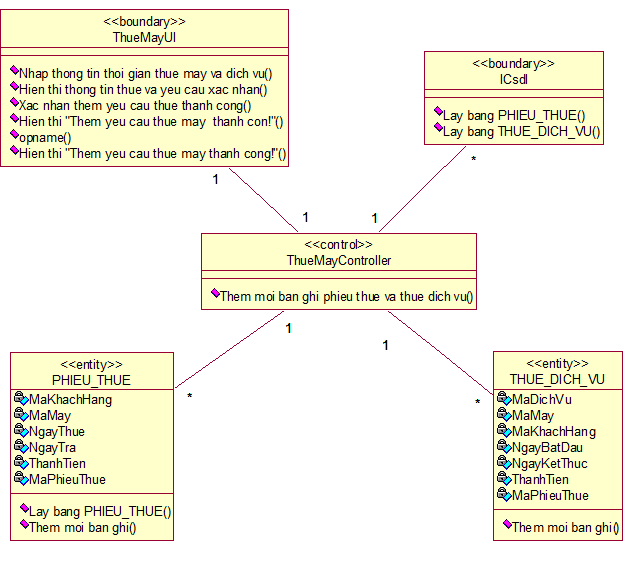 <<boundary>>
ThueMayUI
Nhap thong tin thoi gian thue may va dich vu()
Hien thi thong tin thue va yeu cau xac nhan()
Xac nhan them yeu cau thue thanh cong()
Hien thi "Them yeu cau thue may  thanh con!"()
opname()
Hien thi "Them yeu cau thue may thanh cong!"()
<<boundary>>
ICsdl
Lay bang PHIEU_THUE()
Lay bang THUE_DICH_VU()
1
*
1
1
<<control>>
ThueMayController
Them moi ban ghi phieu thue va thue dich vu()
1
1
*
*
<<entity>>
PHIEU_THUE
MaKhachHang
MaMay
NgayThue
NgayTra
ThanhTien
MaPhieuThue
Lay bang PHIEU_THUE()
Them moi ban ghi()
<<entity>>
THUE_DICH_VU
MaDichVu
MaMay
MaKhachHang
NgayBatDau
NgayKetThuc
ThanhTien
MaPhieuThue
Them moi ban ghi()